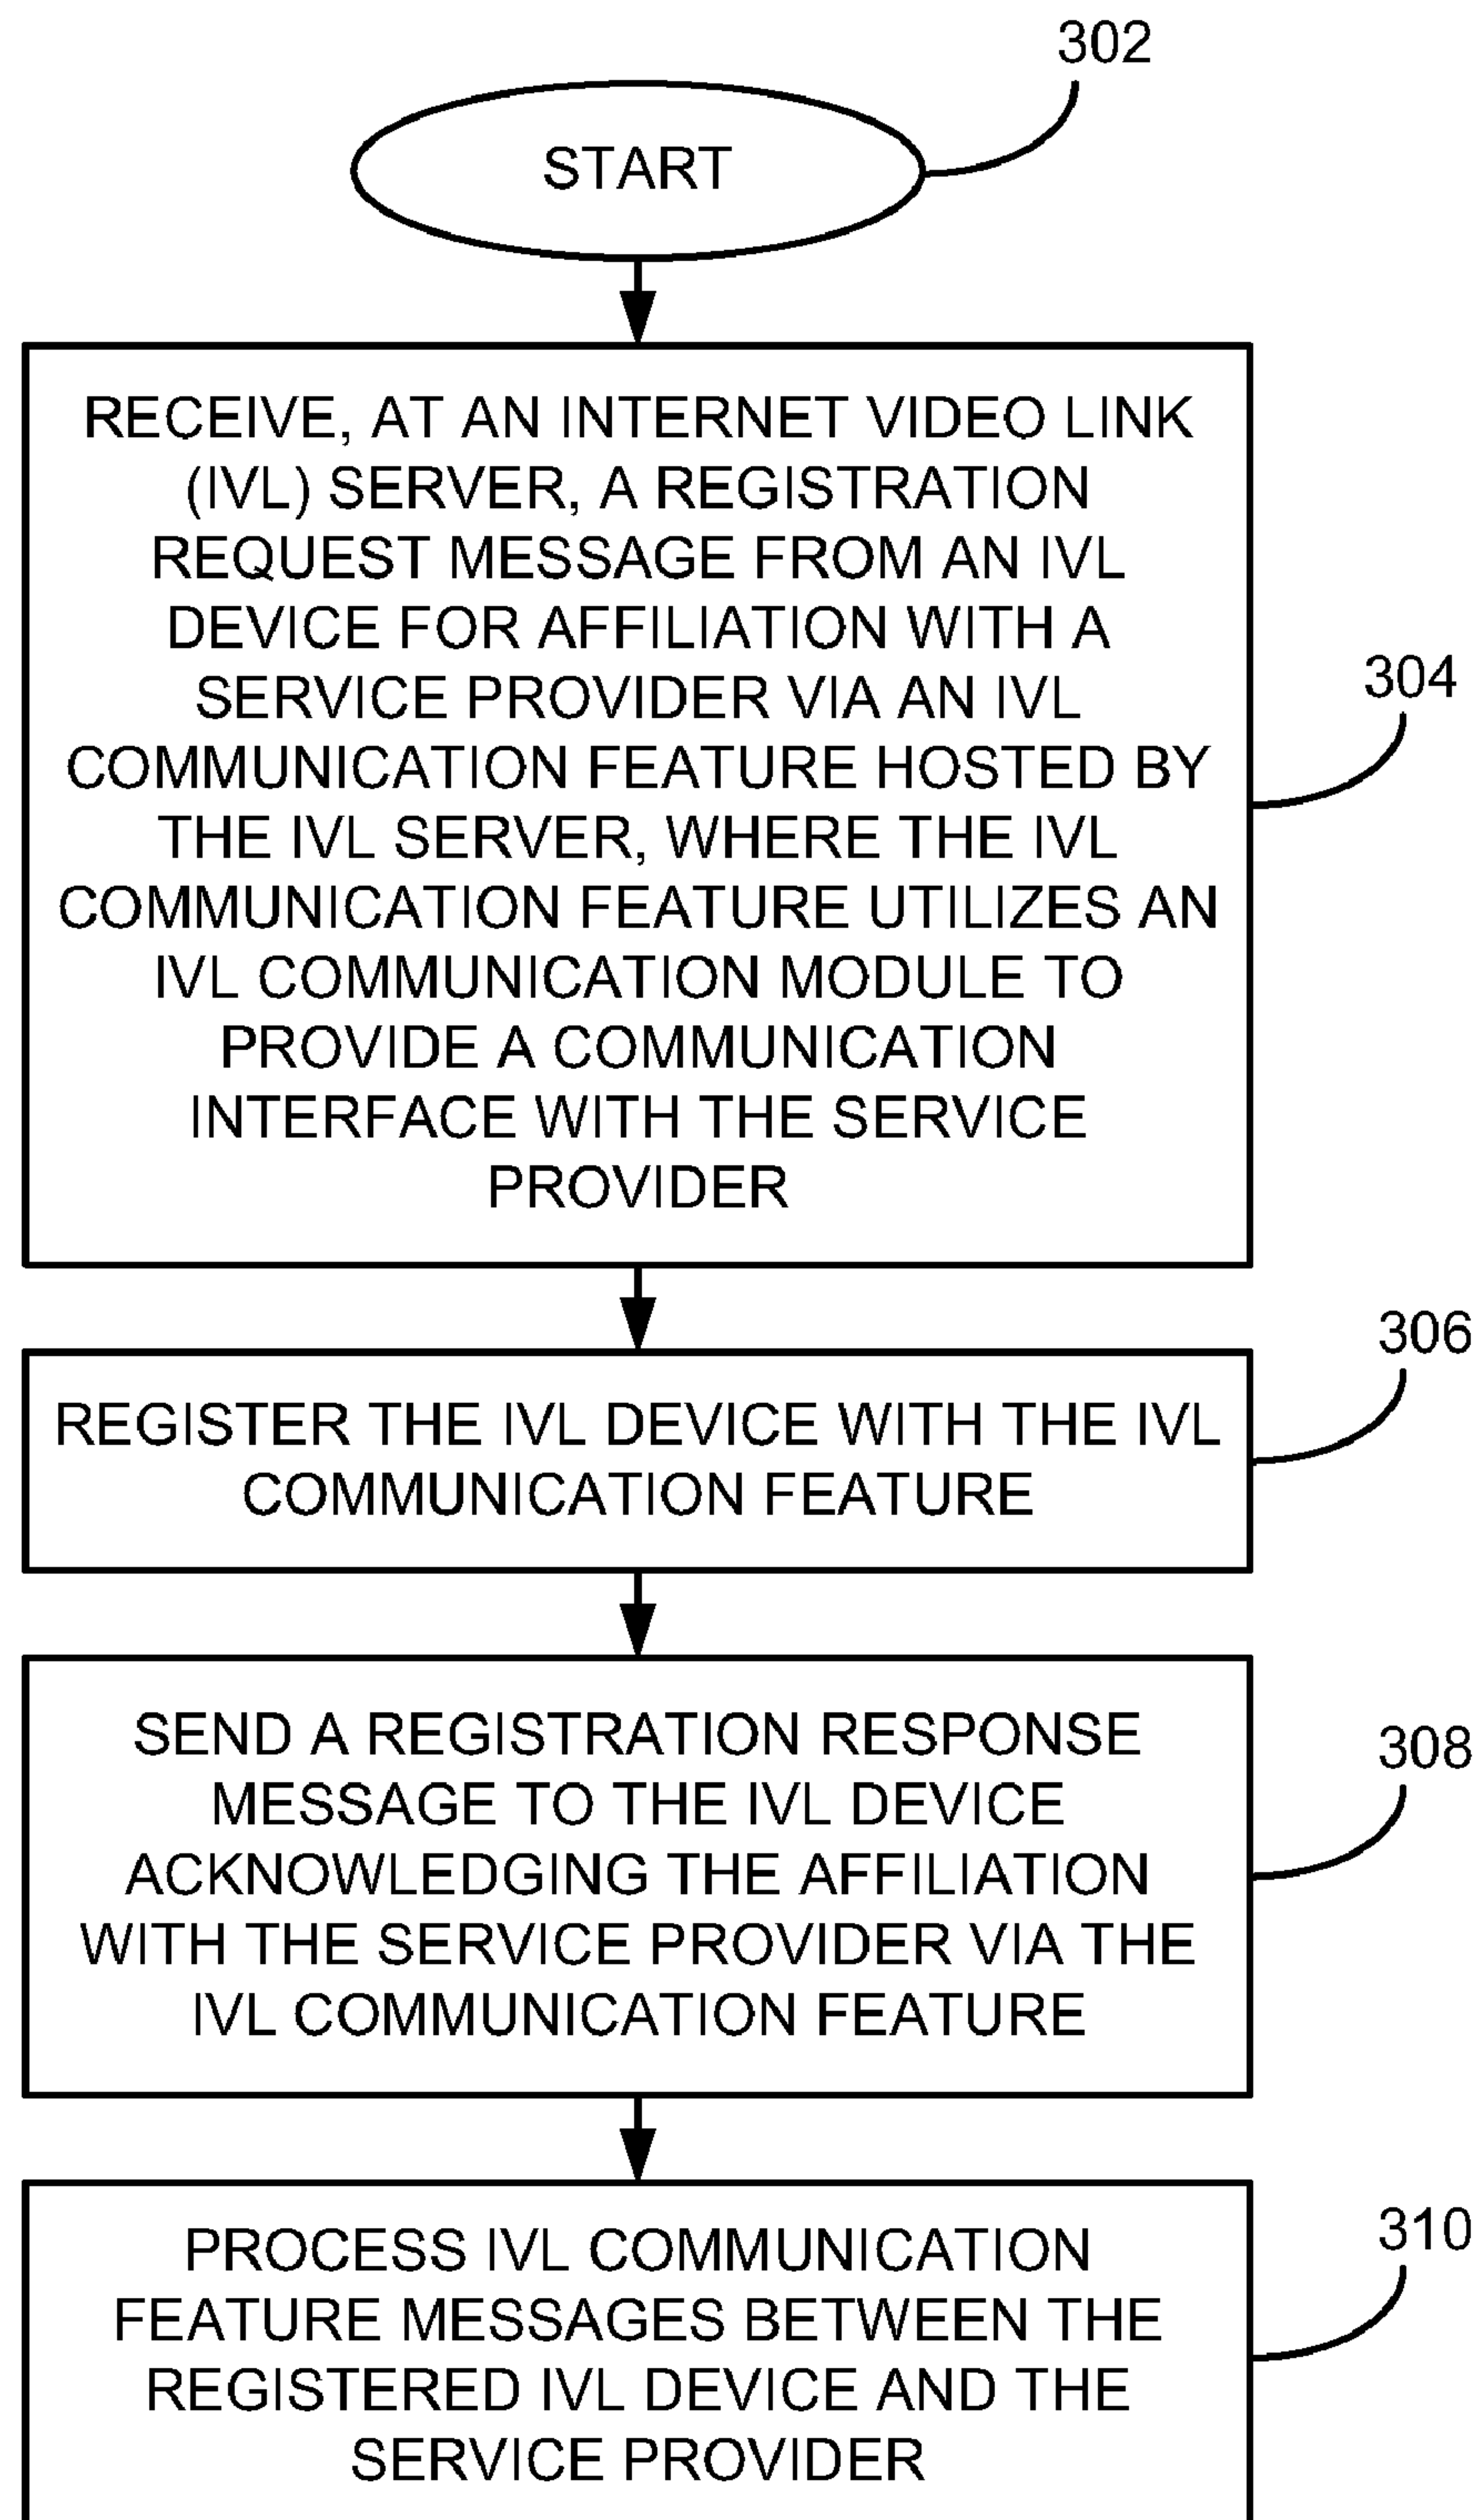 302
START
RECEIVE, AT AN INTERNET VIDEO LINK
(IVL) SERVER, A REGISTRATION
REQUEST MESSAGE FROM AN IVL
DEVICE FOR AFFILIATION WITH A
SERVICE PROVIDER VIA AN IVL
COMMUNICATION FEATURE HOSTED BY
THE IVL SERVER, WHERE THE IVL
COMMUNICATION FEATURE UTILIZES AN
IVL COMMUNICATION MODULE TO
PROVIDE A COMMUNICATION
INTERFACE WITH THE SERVICE
PROVIDER
304
REGISTER THE IVL DEVICE WITH THE IVL
COMMUNICATION FEATURE
306
SEND A REGISTRATION RESPONSE
MESSAGE TO THE IVL DEVICE
ACKNOWLEDGING THE AFFILIATION
WITH THE SERVICE PROVIDER VIA THE
IVL COMMUNICATION FEATURE
308
PROCESS IVL COMMUNICATION
FEATURE MESSAGES BETWEEN THE
REGISTERED IVL DEVICE AND THE
SERVICE PROVIDER
310